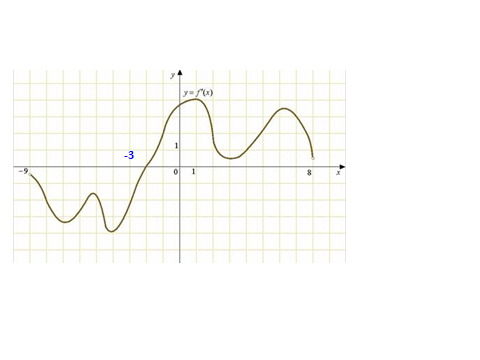 y
y = f′(x)
-3
1
−9
0
1
8
x